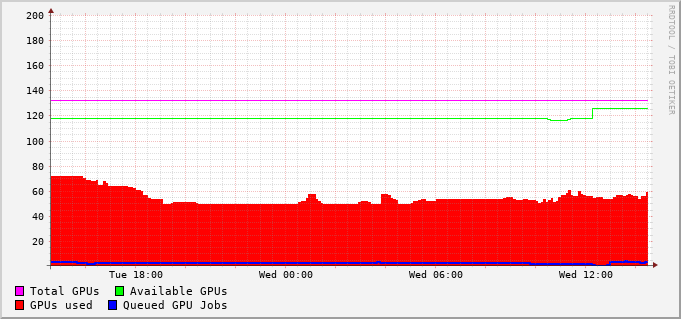 200
180
160
140
120
100
80
60
40
20
Tue 18:00 Wed 00:00 Wed 06:00 Wed 12:00
Total GPUs Available GPUs
GPUs used Queued GPU Jobs
RRDTOOL / TOBI OETIKER